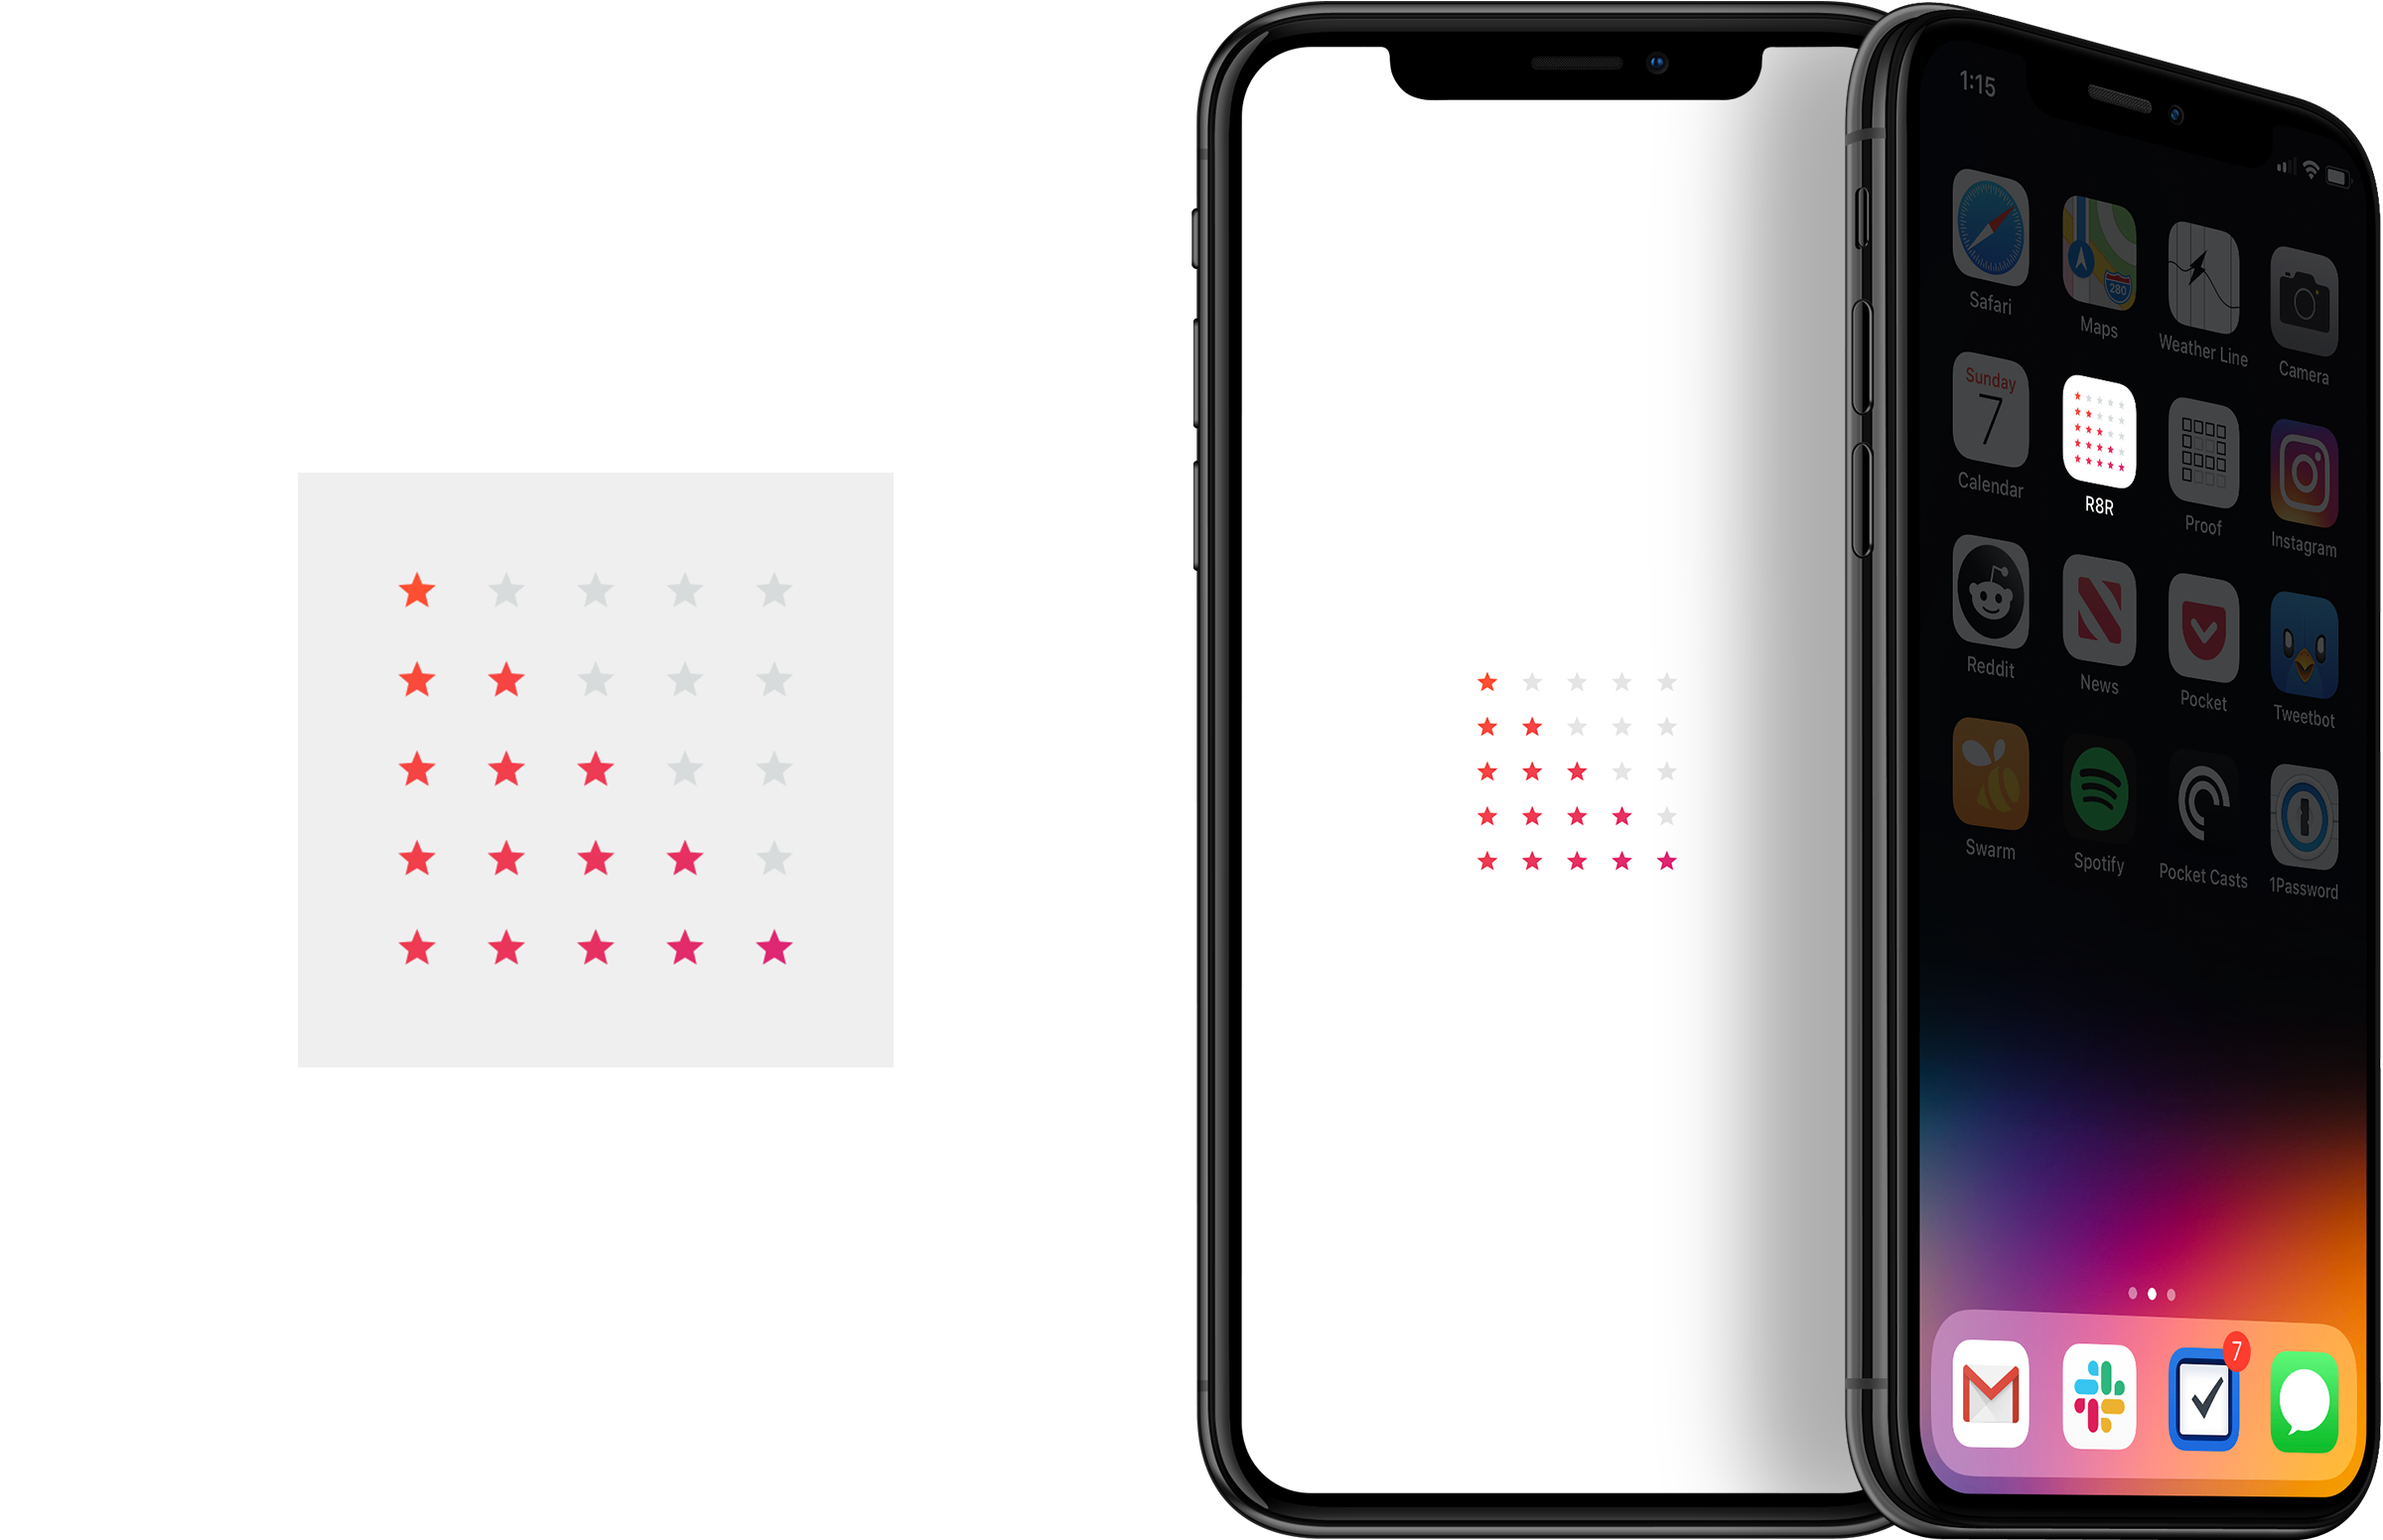 1:15
280
Safari
Maps
Weather Line
Camera
Sunday
7
Calendar
R8R
Proof
Instagram
Reddit
News
Pocket
Tweetbot
Swarm
Spotify
Pocket Casts
1Password
7